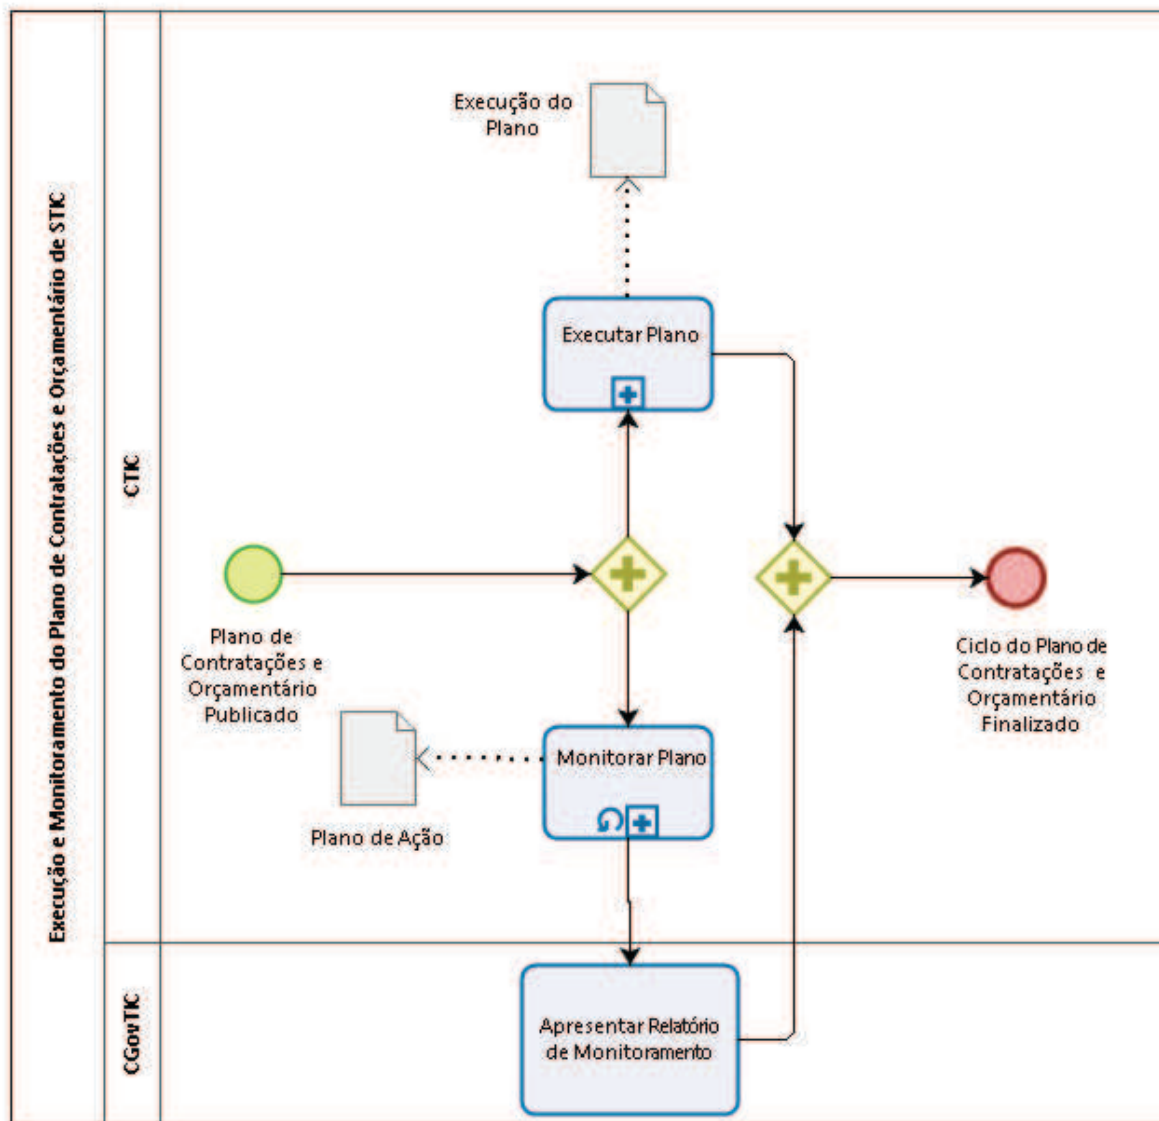 Execução e Monitoramento do Plano de Contratações e Orçamentário de STIC
CTIC
Execução do
Plano
Executar Plano
Plano de
Contratações e
Orçamentário
Publicado
Ciclo do Plano de
Contratações e
Orçamentário
Finalizado
Monitorar Plano
Plano de Ação
CGovTIC
Apresentar Relatório
de Monitoramento